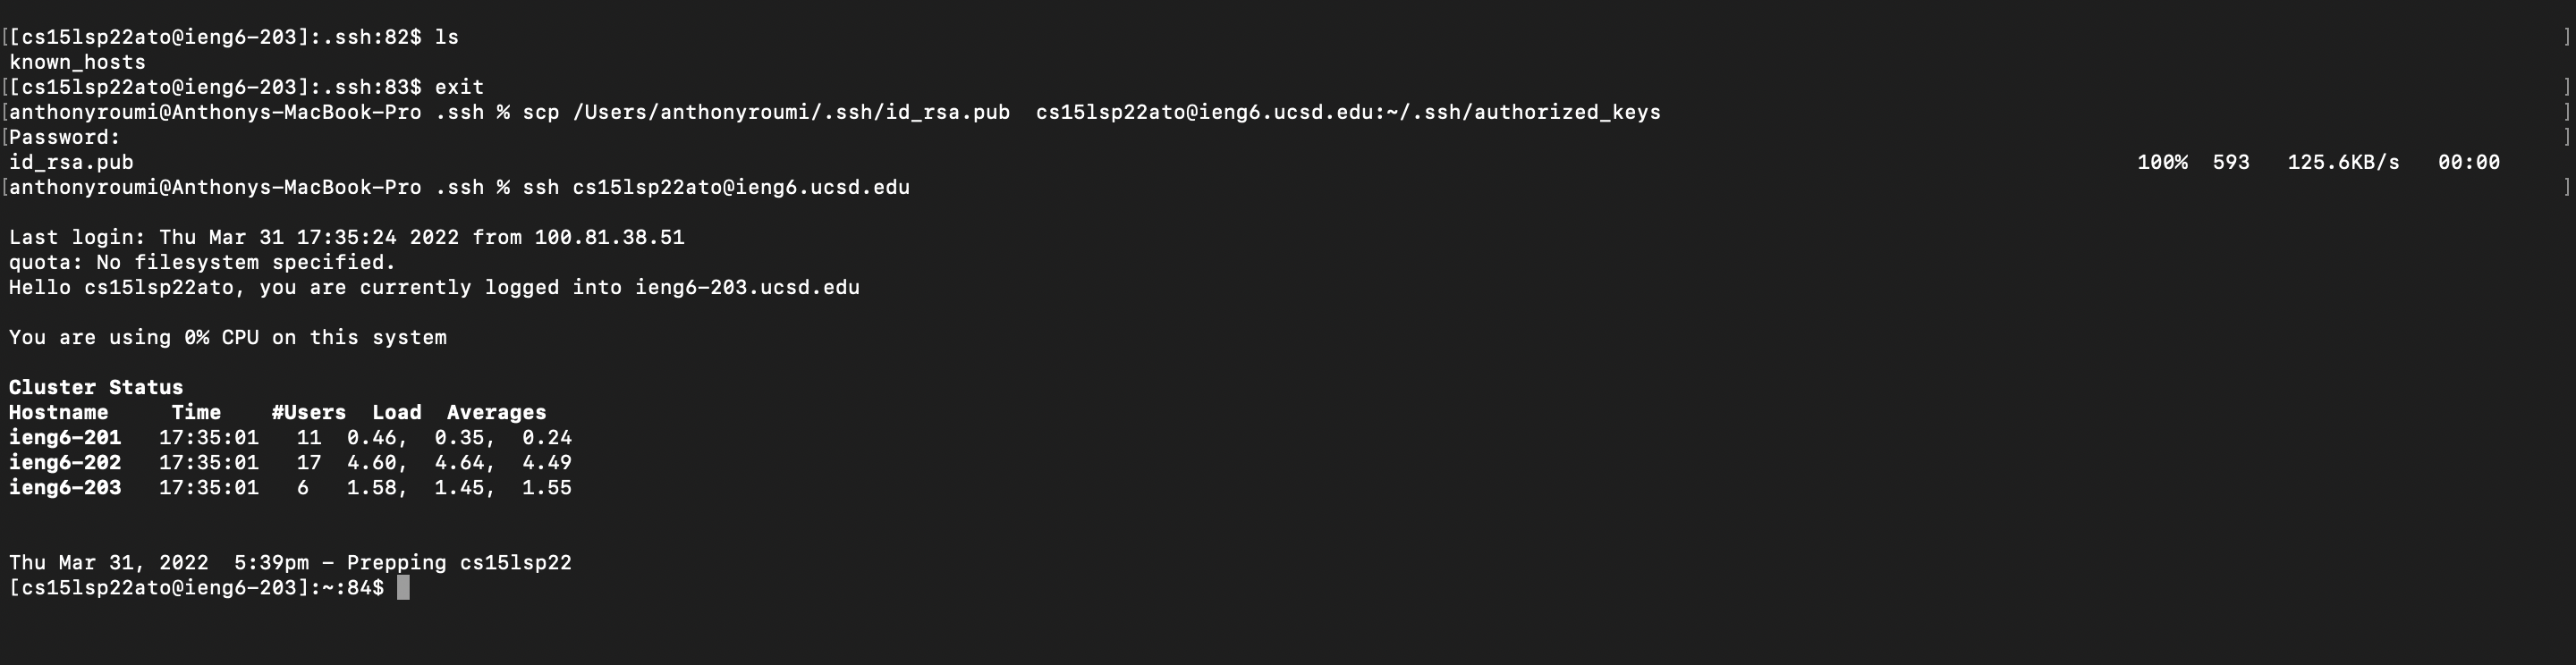 [[cs15lsp22ato@ieng6-203]:.ssh:82$ ls ]
known_hosts
[[cs15lsp22ato@ieng6-203]:.ssh:83$ exit ]
[anthonyroumi@Anthonys-MacBook-Pro .ssh % scp /Users/anthonyroumi/.ssh/id_rsa.pub  cs15lsp22ato@ieng6.ucsd.edu:~/.ssh/authorized_keys ]
[Password: ]
id_rsa.pub 100%  593   125.6KB/s   00:00
[anthonyroumi@Anthonys-MacBook-Pro .ssh % ssh cs15lsp22ato@ieng6.ucsd.edu ]
Last login: Thu Mar 31 17:35:24 2022 from 100.81.38.51
quota: No filesystem specified.
Hello cs15lsp22ato, you are currently logged into ieng6-203.ucsd.edu
You are using 0% CPU on this system
Cluster Status
Hostname     Time    #Users  Load  Averages
ieng6-201   17:35:01   11  0.46,  0.35,  0.24
ieng6-202   17:35:01   17  4.60,  4.64,  4.49
ieng6-203   17:35:01   6   1.58,  1.45,  1.55
Thu Mar 31, 2022  5:39pm - Prepping cs15lsp22
[cs15lsp22ato@ieng6-203]:~:84$